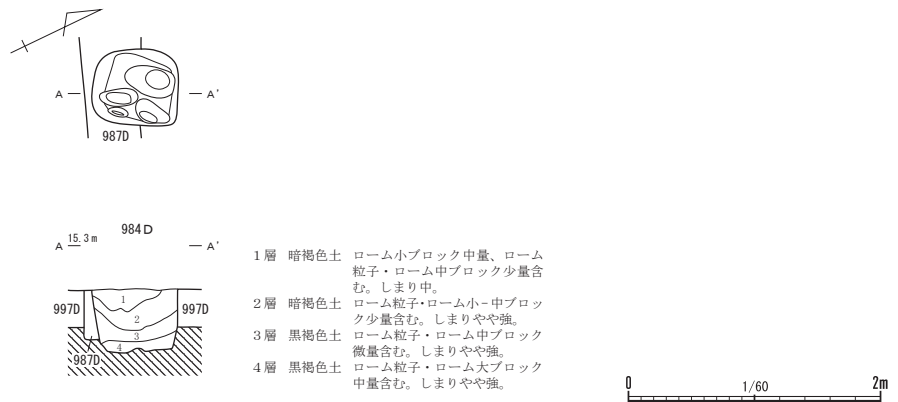 A A’
987D
984D
15.3m
A A’
1層 暗褐色土 ローム小ブロック中量、ローム
粒子・ローム中ブロック少量含
む。しまり中。
2層 暗褐色土 ローム粒子・ローム小-中ブロッ
ク少量含む。しまりやや強。
3層 黒褐色土 ローム粒子・ローム中ブロック
微量含む。しまりやや強。
4層 黒褐色土 ローム粒子・ローム大ブロック
中量含む。しまりやや強。
1
997D 997D
2
3
4
987D
0 1/60 2m